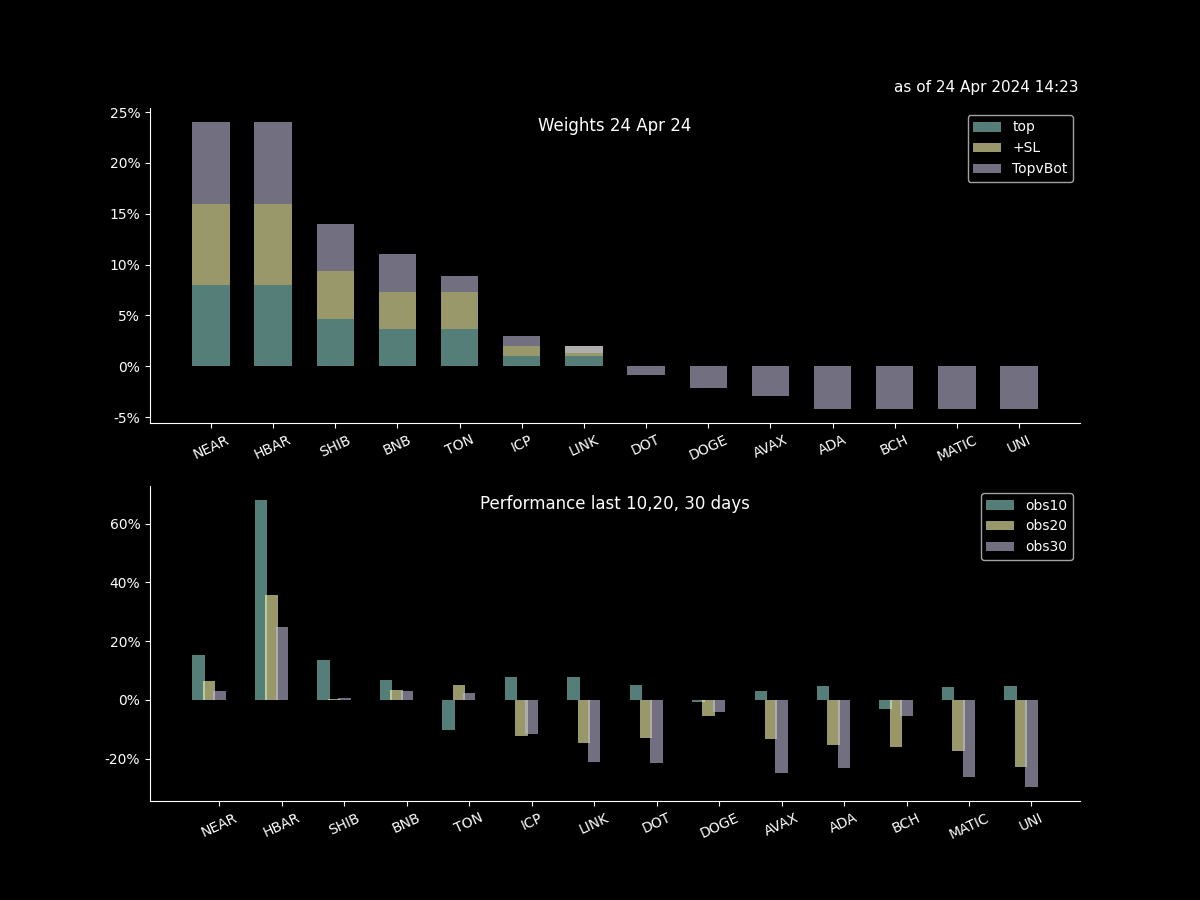 as of 24 Apr 2024 14:23
Weights 24 Apr 24
top
+SL
TopvBot
25%
20%
15%
10%
5%
0%
-5%
NEAR HBAR SHIB BNB TON ICP LINK DOT DOGE AVAX ADA BCH MATIC UNI
Performance last 10,20, 30 days
obs10
obs20
obs30
60%
40%
20%
0%
-20%
NEAR HBAR SHIB BNB TON ICP LINK DOT DOGE AVAX ADA BCH MATIC UNI